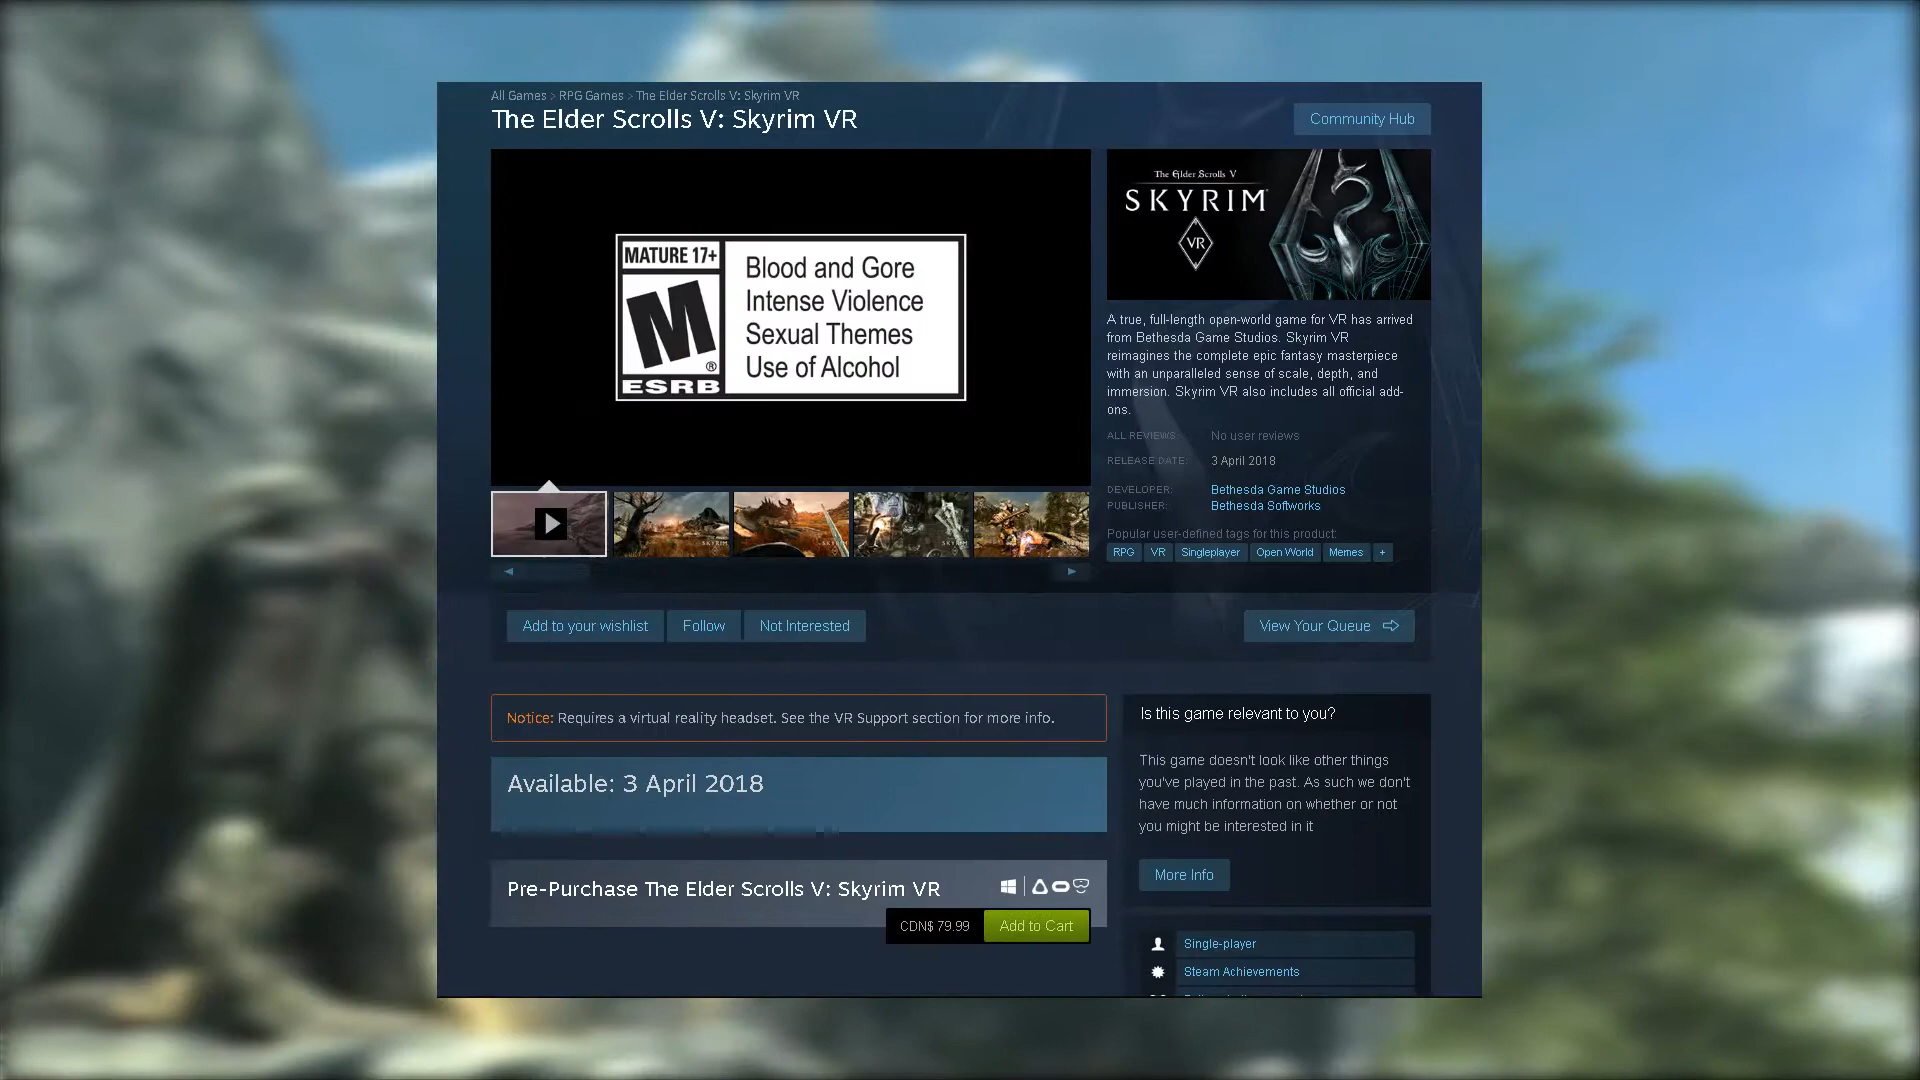 All Games > RPG Games > The Elder Scrolls V: Skyrim VR
The Elder Scrolls V: Skyrim VR
Community Hub
MATURE 17+
M
®
ESRB
Blood and Gore
Intense Violence
Sexual Themes
Use of Alcohol
The Elder Scrolls V
SKYRIM
VR
A true, full-length open-world game for VR has arrived
from Bethesda Game Studios. Skyrim VR
reimagines the complete epic fantasy masterpiece
with an unparalleled sense of scale, depth, and
immersion. Skyrim VR also includes all official add-
ons.
ALL REVIEWS: No user reviews
RELEASE DATE: 3 April 2018
DEVELOPER: Bethesda Game Studios
PUBLISHER: Bethesda Softworks
Popular user-defined tags for this product:
RPG VR Singleplayer Open World Memes +
Add to your wishlist Follow Not Interested
View Your Queue
Notice: Requires a virtual reality headset. See the VR Support section for more info.
Available: 3 April 2018
Pre-Purchase The Elder Scrolls V: Skyrim VR
CDN$ 79.99 Add to Cart
Is this game relevant to you?
This game doesn't look like other things
you've played in the past. As such we don't
have much information on whether or not
you might be interested in it
More Info
Single-player
Steam Achievements